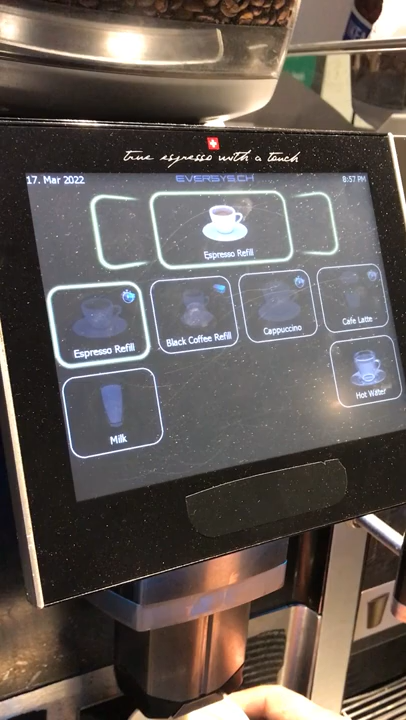 true espresso with a touch
17. Mar 2022
EVERSYS.CH
8:57 PM
Espresso Refill
Espresso Refill
Black Coffee Refill
Cappuccino
Cafe Latte
Milk
Hot Water